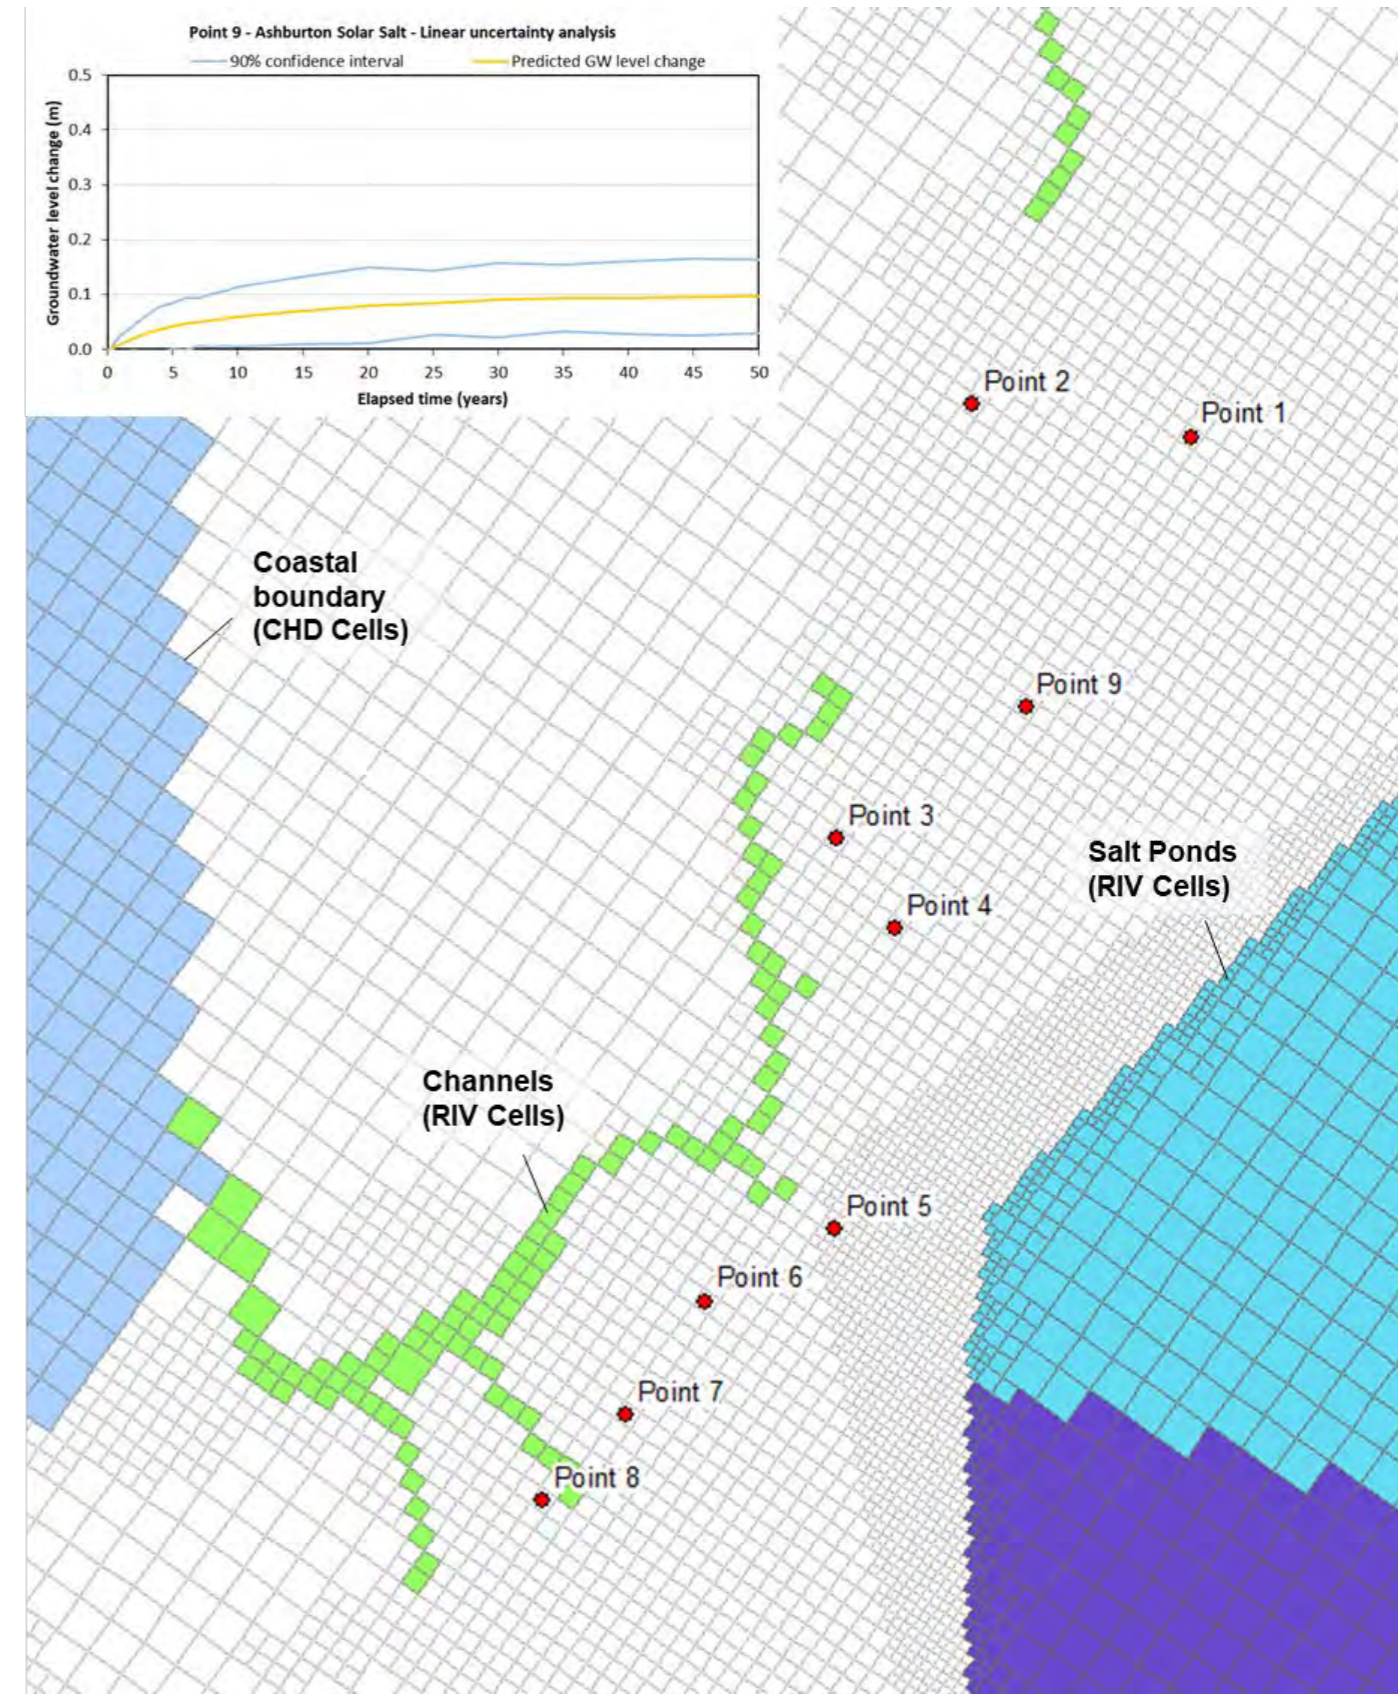 Point 9 - Ashburton Solar Salt - Linear uncertainty analysis
90% confidence interval
Predicted GW level change
Groundwater level change (m)
0.5
0.4
0.3
0.2
0.1
0.0
0 5 10 15 20 25 30 35 40 45 50
Elapsed time (years)
Point 2
Point 1
Coastal
boundary
(CHD Cells)
Point 9
Point 3
Salt Ponds
(RIV Cells)
Point 4
Channels
(RIV Cells)
Point 5
Point 6
Point 7
Point 8